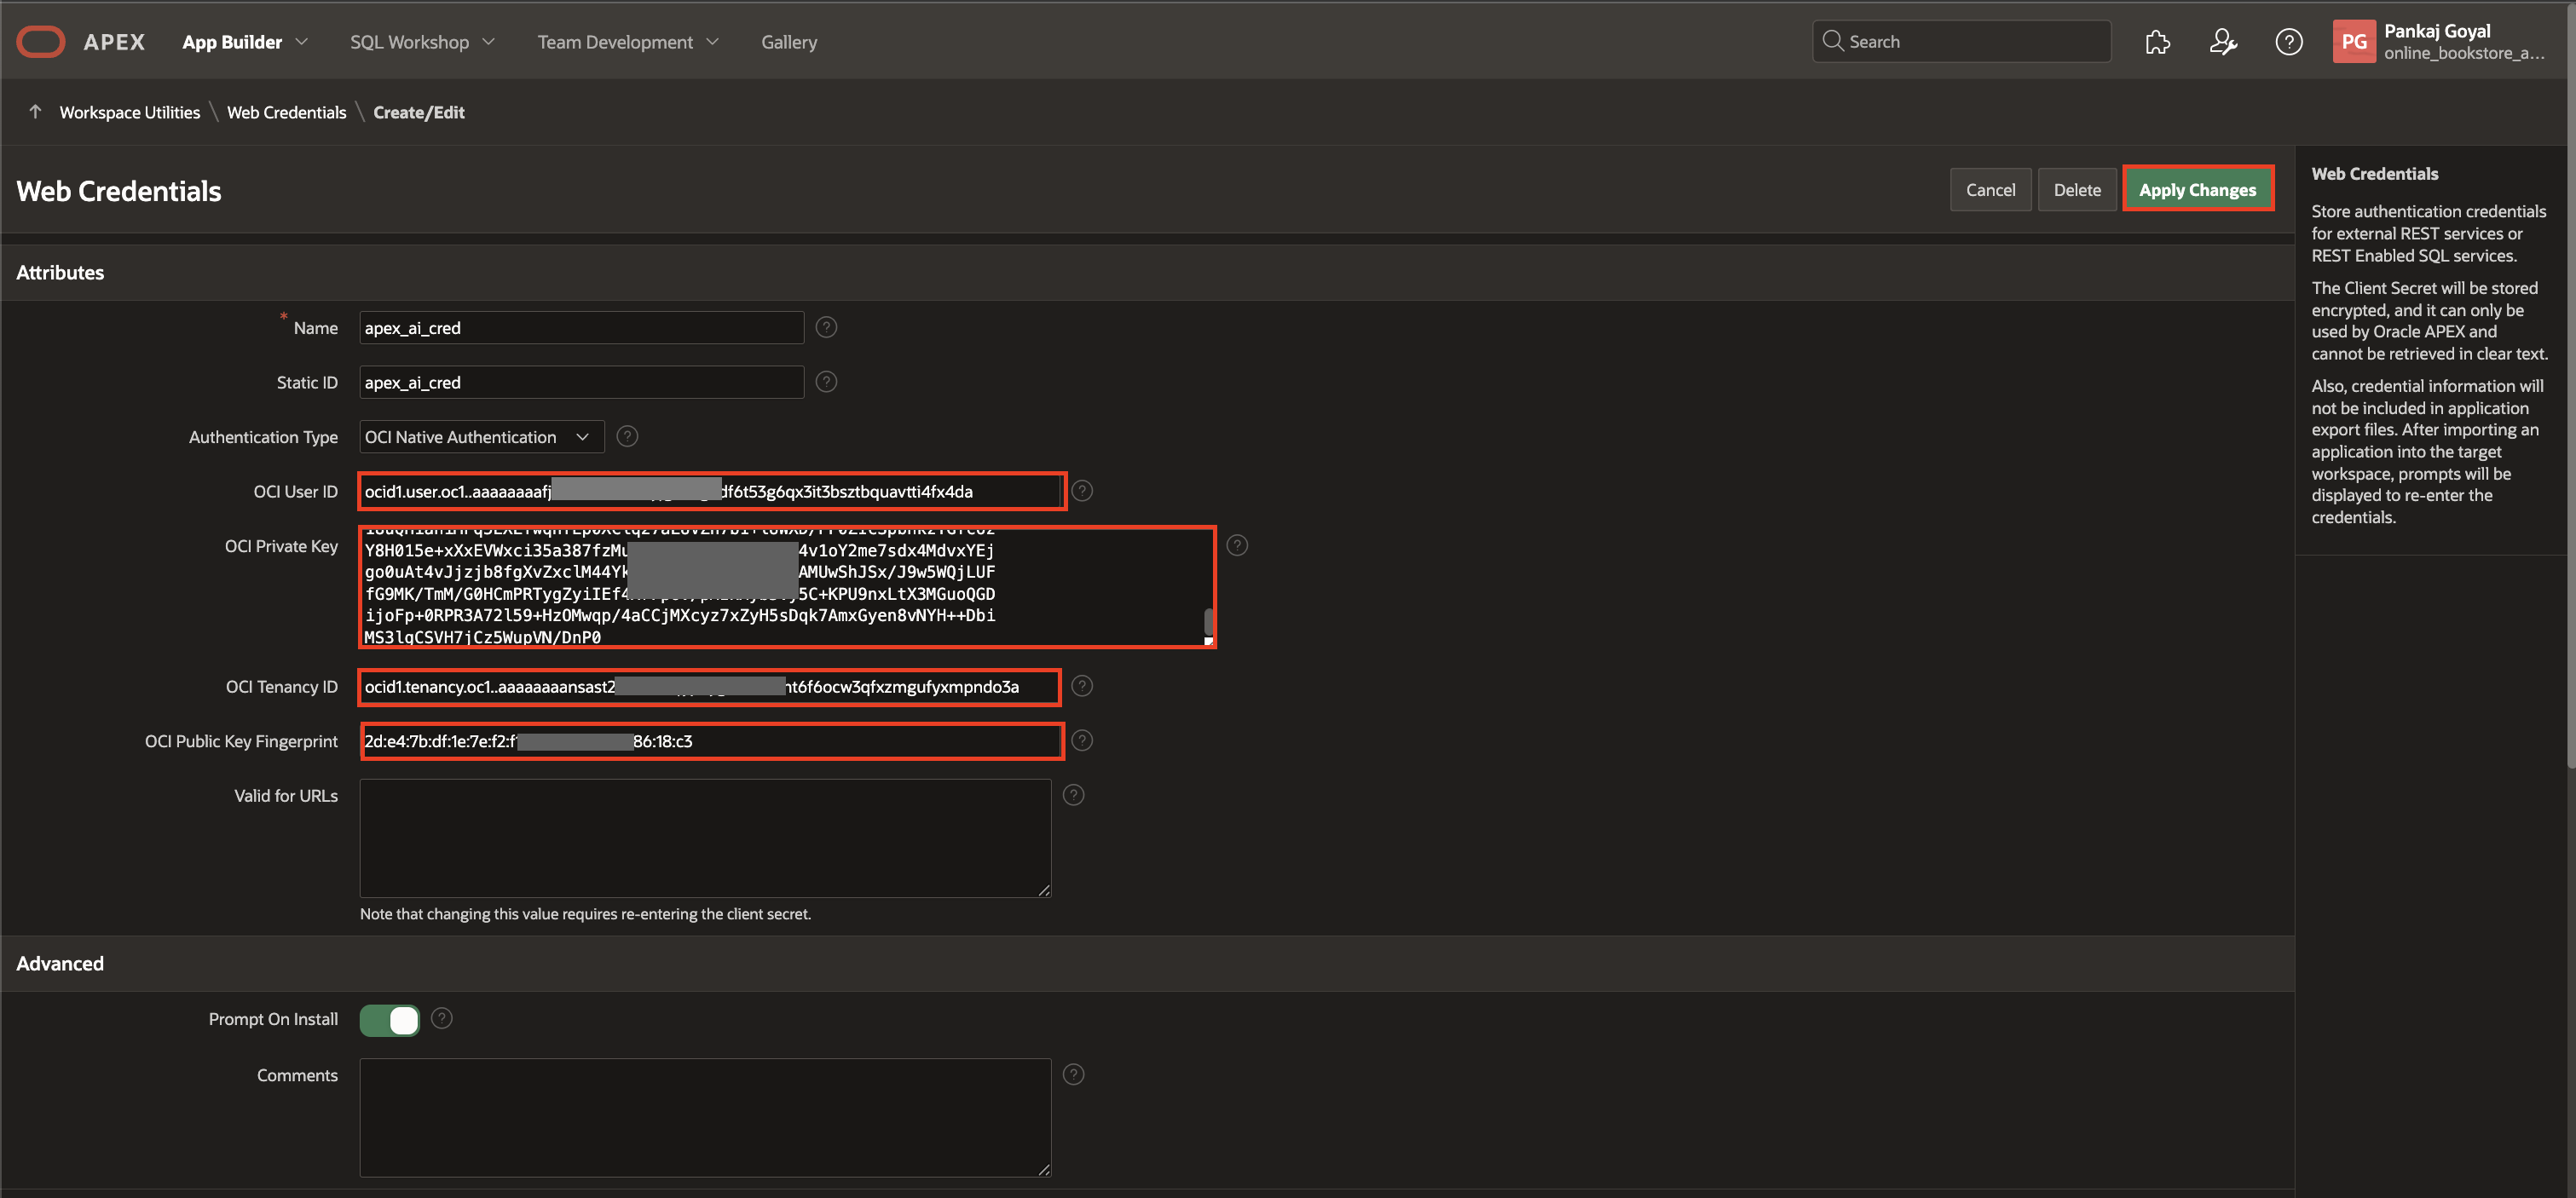 APEX App Builder SQL Workshop Team Development Gallery Search Pankaj Goyal
PG online_bookstore_a...
Workspace Utilities \ Web Credentials \ Create/Edit
Web Credentials
Cancel Delete Apply Changes
Attributes
* Name apex_ai_cred
Static ID apex_ai_cred
Authentication Type OCI Native Authentication
OCI User ID ocid1.user.oc1..aaaaaaaafj df6t53g6qx3it3bsztbquavtti4fx4da
OCI Private Key
Y8H015e+xXxEVWxci35a387fzMu 4v1oY2me7sdx4MdvxYEj
go0uAt4vJjzjb8fgXvZxclM44Yk AMUwShJSx/J9w5WQjLUF
fG9MK/TmM/G0HCmPRTygZyiIEf4 5C+KPU9nxLtX3MGuoQGD
ijoFp+0RPR3A72l59+HzOMwqp/4aCCjMXcyz7xZyH5sDqk7AmxGyen8vNYH++Dbi
MS3lgCSVH7jCz5WupVN/DnP0
OCI Tenancy ID ocid1.tenancy.oc1..aaaaaaaansast2 nt6f6ocw3qfxzmgufyxmpndo3a
OCI Public Key Fingerprint 2d:e4:7b:df:1e:7e:f2:f 86:18:c3
Valid for URLs
Note that changing this value requires re-entering the client secret.
Advanced
Prompt On Install
Comments
Web Credentials
Store authentication credentials
for external REST services or
REST Enabled SQL services.
The Client Secret will be stored
encrypted, and it can only be
used by Oracle APEX and
cannot be retrieved in clear text.
Also, credential information will
not be included in application
export files. After importing an
application into the target
workspace, prompts will be
displayed to re-enter the
credentials.